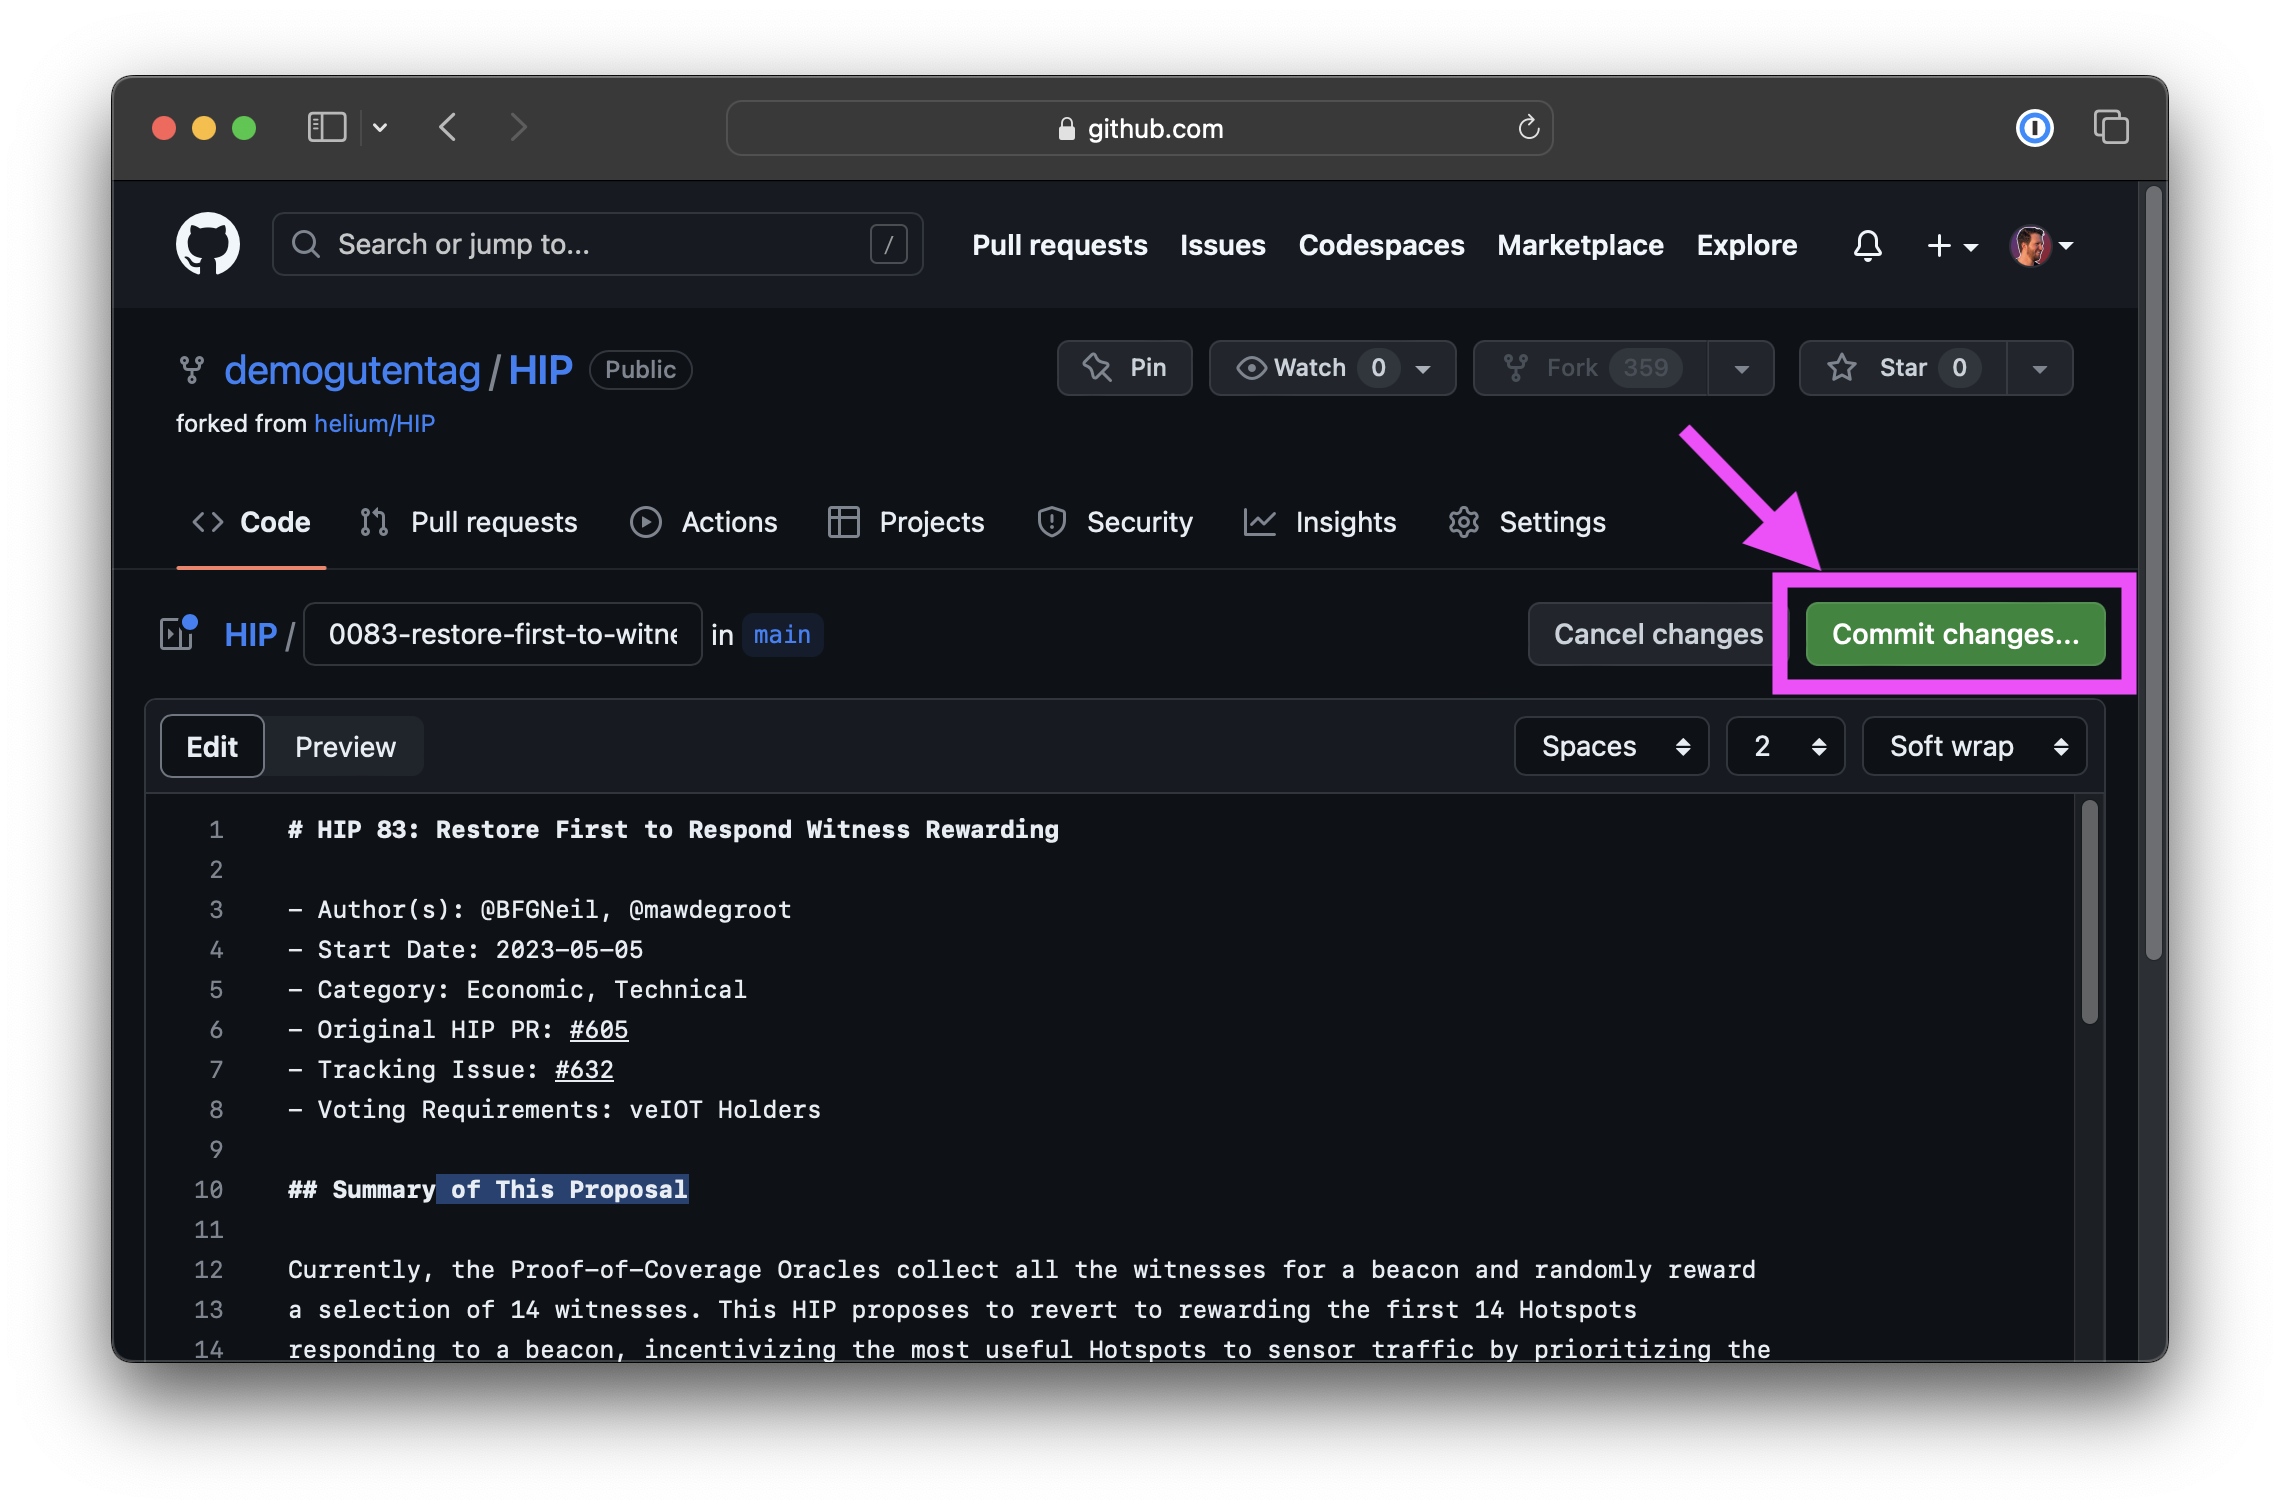 github.com
Search or jump to... /
Pull requests Issues Codespaces Marketplace Explore
demogutentag / HIP Public
Pin Watch 0 Fork 359 Star 0
forked from helium/HIP
Code Pull requests Actions Projects Security Insights Settings
HIP / 0083-restore-first-to-witne in main Cancel changes Commit changes...
Edit Preview Spaces 2 Soft wrap
1 # HIP 83: Restore First to Respond Witness Rewarding
2
3 - Author(s): @BFGNeil, @mawdegroot
4 - Start Date: 2023-05-05
5 - Category: Economic, Technical
6 - Original HIP PR: #605
7 - Tracking Issue: #632
8 - Voting Requirements: veIOT Holders
9
10 ## Summary of This Proposal
11
12 Currently, the Proof-of-Coverage Oracles collect all the witnesses for a beacon and randomly reward
13 a selection of 14 witnesses. This HIP proposes to revert to rewarding the first 14 Hotspots
14 responding to a beacon, incentivizing the most useful Hotspots to sensor traffic by prioritizing the